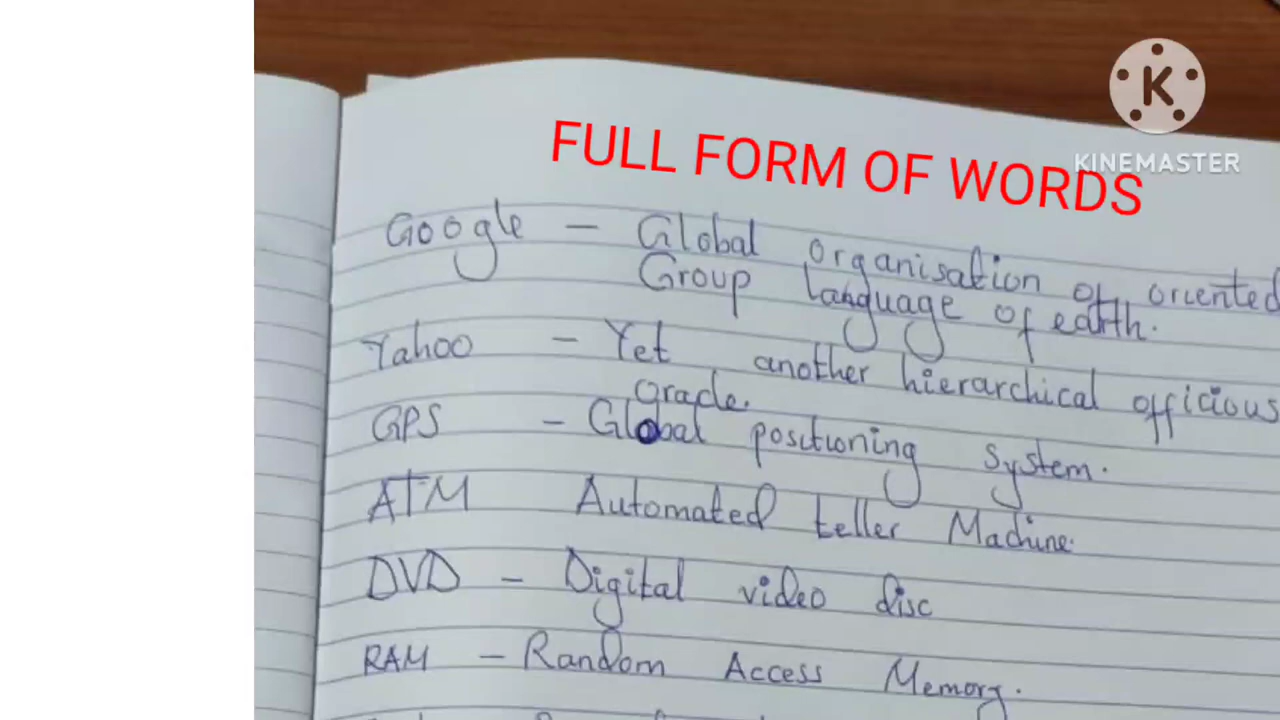 K
KINEMASTER
FULL FORM OF WORDS
Google – Global organisation of oriented
Group language of earth.
Yahoo – Yet another hierarchical officious
oracle.
GPS – Global positioning system.
ATM Automated teller Machine.
DVD – Digital video disc
RAM – Random Access Memory.